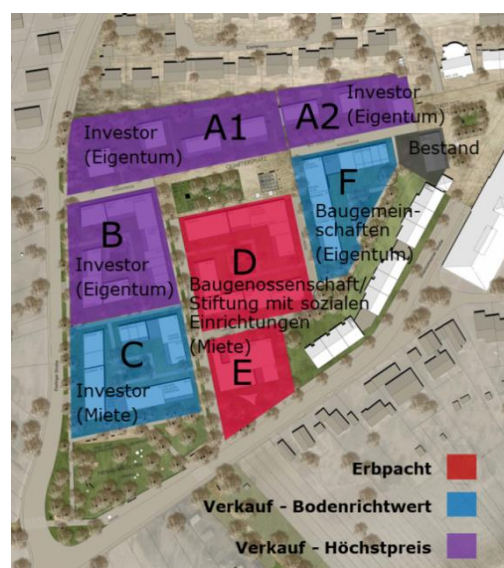 A1
A2
Investor
(Eigentum)
Investor
(Eigentum)
Bestand
QUARTIERSPLATZ
F
Baugemein-
schaften
(Eigentum)
B
Investor
(Eigentum)
D
Baugenossenschaft/
Stiftung mit sozialen
Einrichtungen
(Miete)
C
Investor
(Miete)
E
Erbpacht
Verkauf - Bodenrichtwert
Verkauf - Höchstpreis